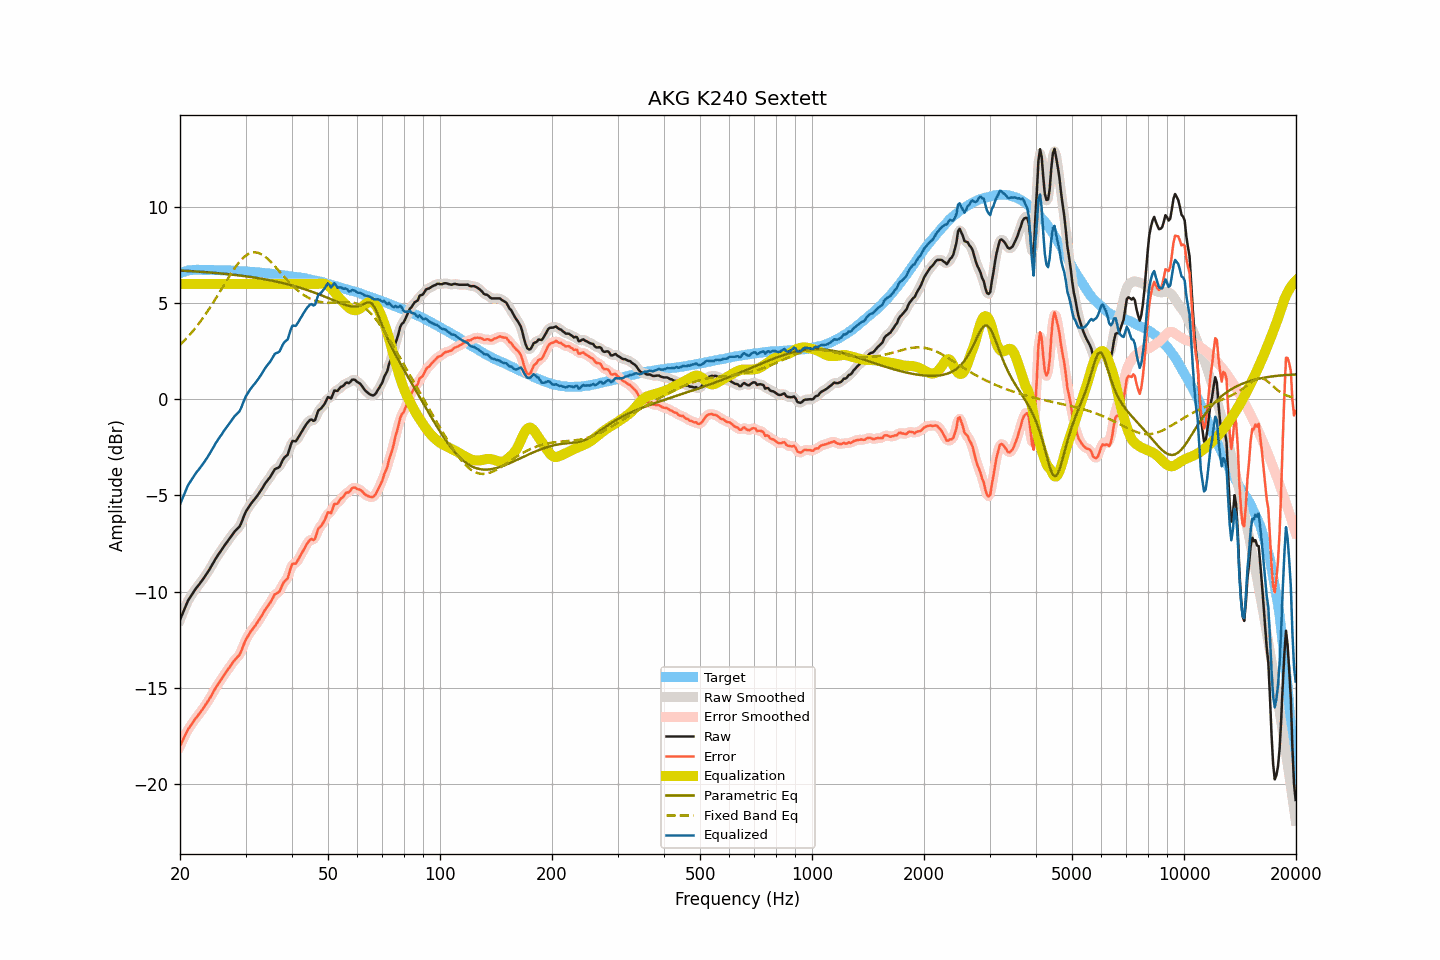 AKG K240 Sextett
Amplitude (dBr)
10
5
0
−5
−10
−15
−20
Target
Raw Smoothed
Error Smoothed
Raw
Error
Equalization
Parametric Eq
Fixed Band Eq
Equalized
20 50 100 200 500 1000 2000 5000 10000 20000
Frequency (Hz)